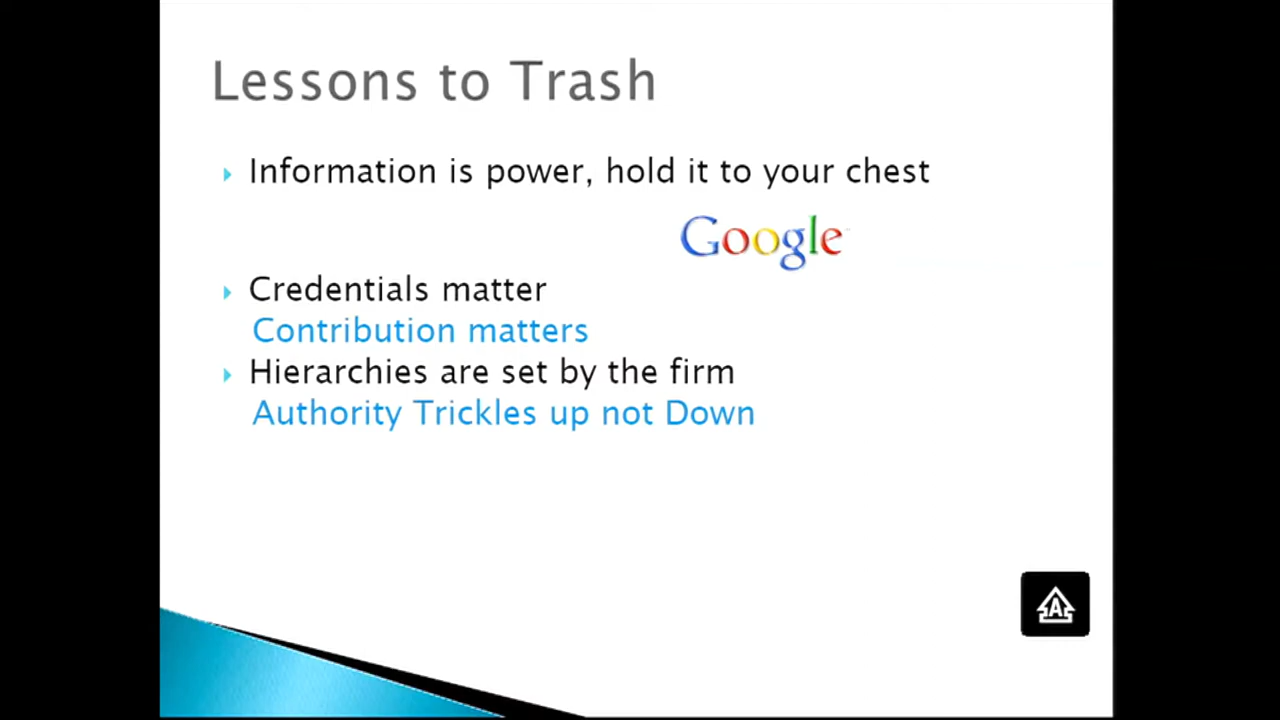 Lessons to Trash
Information is power, hold it to your chest
Google
Credentials matter
Contribution matters
Hierarchies are set by the firm
Authority Trickles up not Down
A